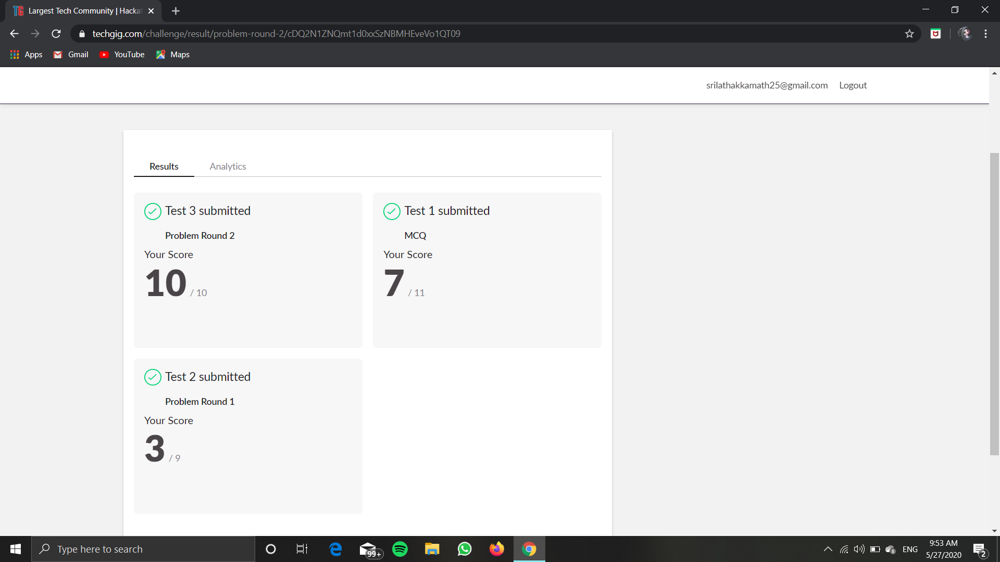 TG Largest Tech Community | Hacka
techgig.com/challenge/result/problem-round-2/cDQ2N1ZNQmt1d0xxSzNBMHEveVo1QT09
Apps Gmail YouTube Maps
srilathakkamath25@gmail.com Logout
Results Analytics
Test 3 submitted
Problem Round 2
Your Score
10 / 10
Test 1 submitted
MCQ
Your Score
7 / 11
Test 2 submitted
Problem Round 1
Your Score
3 / 9
Type here to search
99+
ENG
9:53 AM
5/27/2020
2